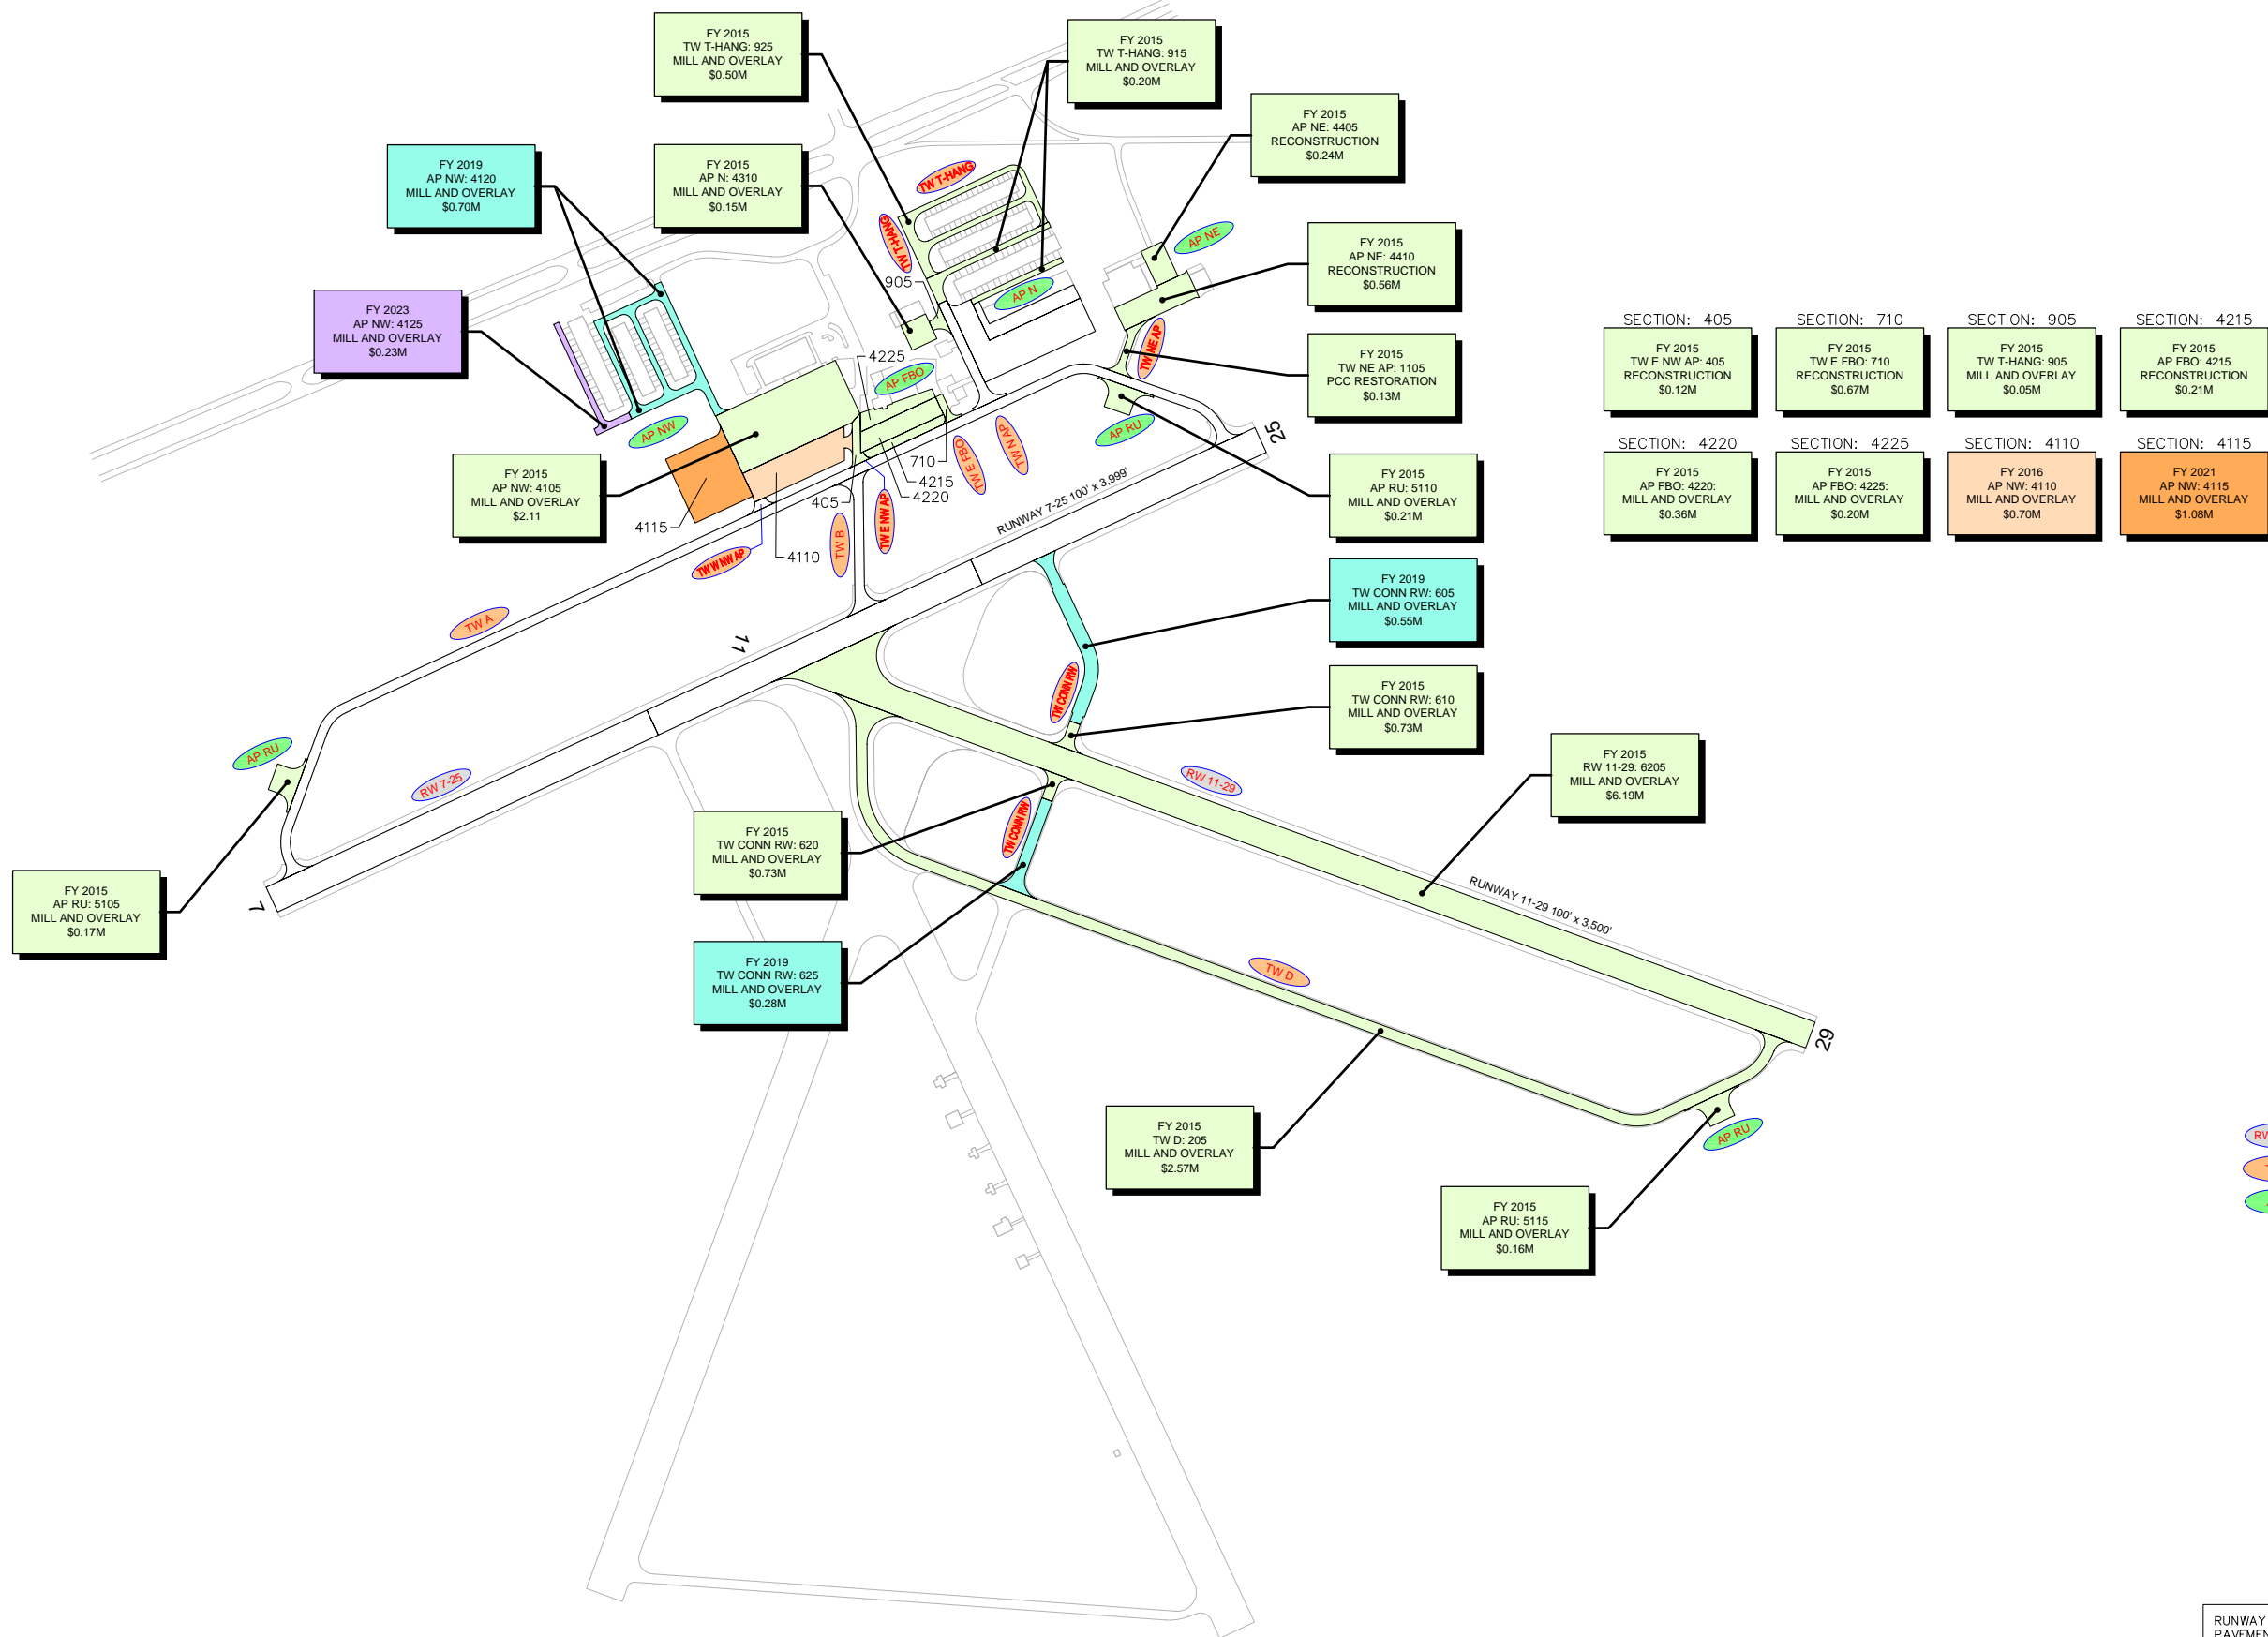 FY 2015
TW T-HANG: 925
MILL AND OVERLAY
$0.50M
FY 2015
TW T-HANG: 915
MILL AND OVERLAY
$0.20M
FY 2015
AP NE: 4405
RECONSTRUCTION
$0.24M
FY 2019
AP NW: 4120
MILL AND OVERLAY
$0.70M
FY 2015
AP N: 4310
MILL AND OVERLAY
$0.15M
TW T-HANG
TW T-HANG
AP NE
FY 2015
AP NE: 4410
RECONSTRUCTION
$0.56M
905
AP N
FY 2023
AP NW: 4125
MILL AND OVERLAY
$0.23M
FY 2015
TW NE AP: 1105
PCC RESTORATION
$0.13M
TW NE AP
4225
AP FBO
AP NW
AP RU
25
SECTION: 405
FY 2015
TW E NW AP: 405
RECONSTRUCTION
$0.12M
SECTION: 710
FY 2015
TW E FBO: 710
RECONSTRUCTION
$0.67M
SECTION: 905
FY 2015
TW T-HANG: 905
MILL AND OVERLAY
$0.05M
SECTION: 4215
FY 2015
AP FBO: 4215
RECONSTRUCTION
$0.21M
SECTION: 4220
FY 2015
AP FBO: 4220:
MILL AND OVERLAY
$0.36M
SECTION: 4225
FY 2015
AP FBO: 4225:
MILL AND OVERLAY
$0.20M
SECTION: 4110
FY 2016
AP NW: 4110
MILL AND OVERLAY
$0.70M
SECTION: 4115
FY 2021
AP NW: 4115
MILL AND OVERLAY
$1.08M
FY 2015
AP NW: 4105
MILL AND OVERLAY
$2.11
710
4215
4220
405
4115
4110
TW E FBO
TW N AP
TW E NW AP
TW B
TW W NW AP
RUNWAY 7-25 100' x 3,999'
FY 2015
AP RU: 5110
MILL AND OVERLAY
$0.21M
FY 2019
TW CONN RW: 605
MILL AND OVERLAY
$0.55M
TW A
11
TW CONN RW
FY 2015
TW CONN RW: 610
MILL AND OVERLAY
$0.73M
AP RU
RW 7-25
RW 11-29
FY 2015
RW 11-29: 6205
MILL AND OVERLAY
$6.19M
FY 2015
TW CONN RW: 620
MILL AND OVERLAY
$0.73M
TW CONN RW
FY 2015
AP RU: 5105
MILL AND OVERLAY
$0.17M
7
RUNWAY 11-29 100' x 3,500'
FY 2019
TW CONN RW: 625
MILL AND OVERLAY
$0.28M
TW D
29
FY 2015
TW D: 205
MILL AND OVERLAY
$2.57M
AP RU
FY 2015
AP RU: 5115
MILL AND OVERLAY
$0.16M
RUNWAY